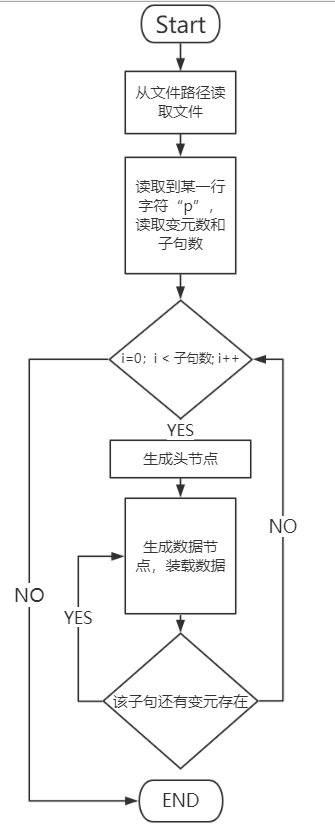 Start
从文件路径读
取文件
读取到某一行
字符“p”，
读取变元数和
子句数
i=0；i < 子句数; i++
YES
生成头节点
生成数据节
点，装载数据
NO
NO
YES
该子句还有变元存在
END